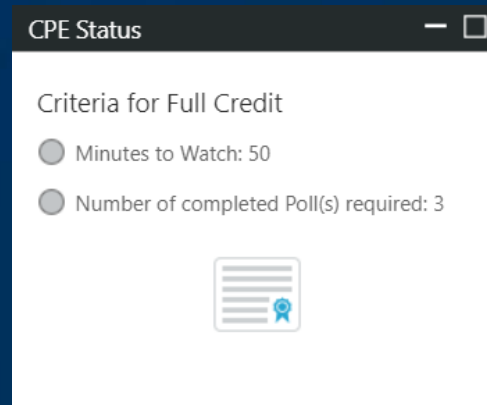 CPE Status
Criteria for Full Credit
Minutes to Watch: 50
Number of completed Poll(s) required: 3